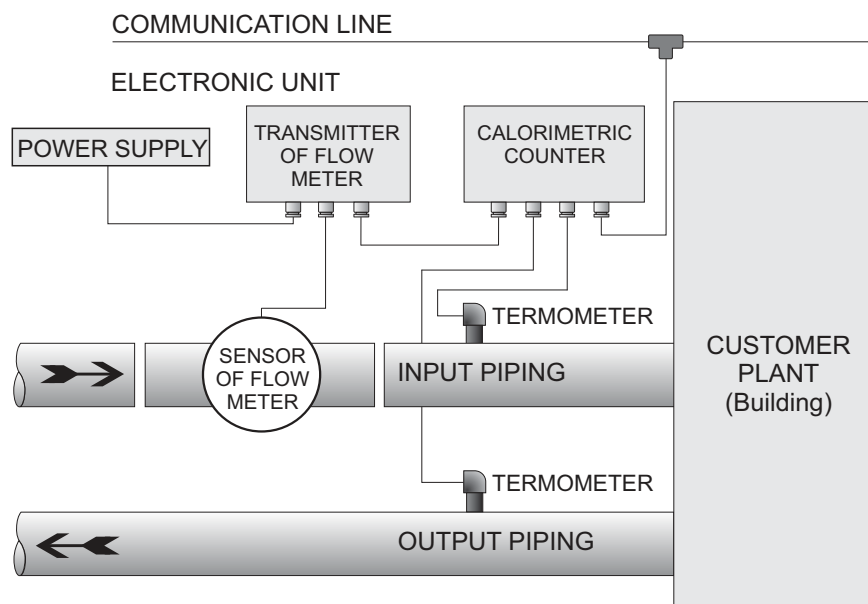 COMMUNICATION LINE
ELECTRONIC UNIT
POWER SUPPLY
TRANSMITTER
OF FLOW
METER
CALORIMETRIC
COUNTER
TERMOMETER
SENSOR
OF FLOW
METER
INPUT PIPING
CUSTOMER
PLANT
(Building)
TERMOMETER
OUTPUT PIPING